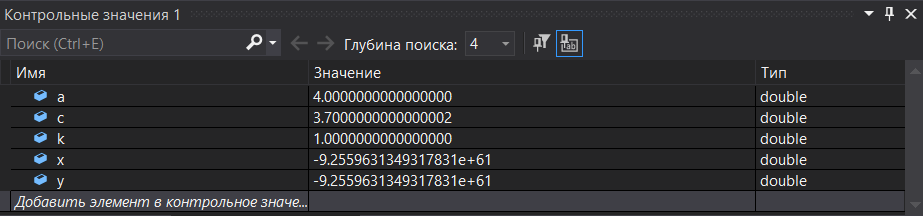 Контрольные значения 1
Поиск (Ctrl+E) Глубина поиска: 4
Имя Значение Тип
a 4.0000000000000000 double
c 3.7000000000000002 double
k 1.0000000000000000 double
x -9.2559631349317831e+61 double
y -9.2559631349317831e+61 double
Добавить элемент в контрольное значе...